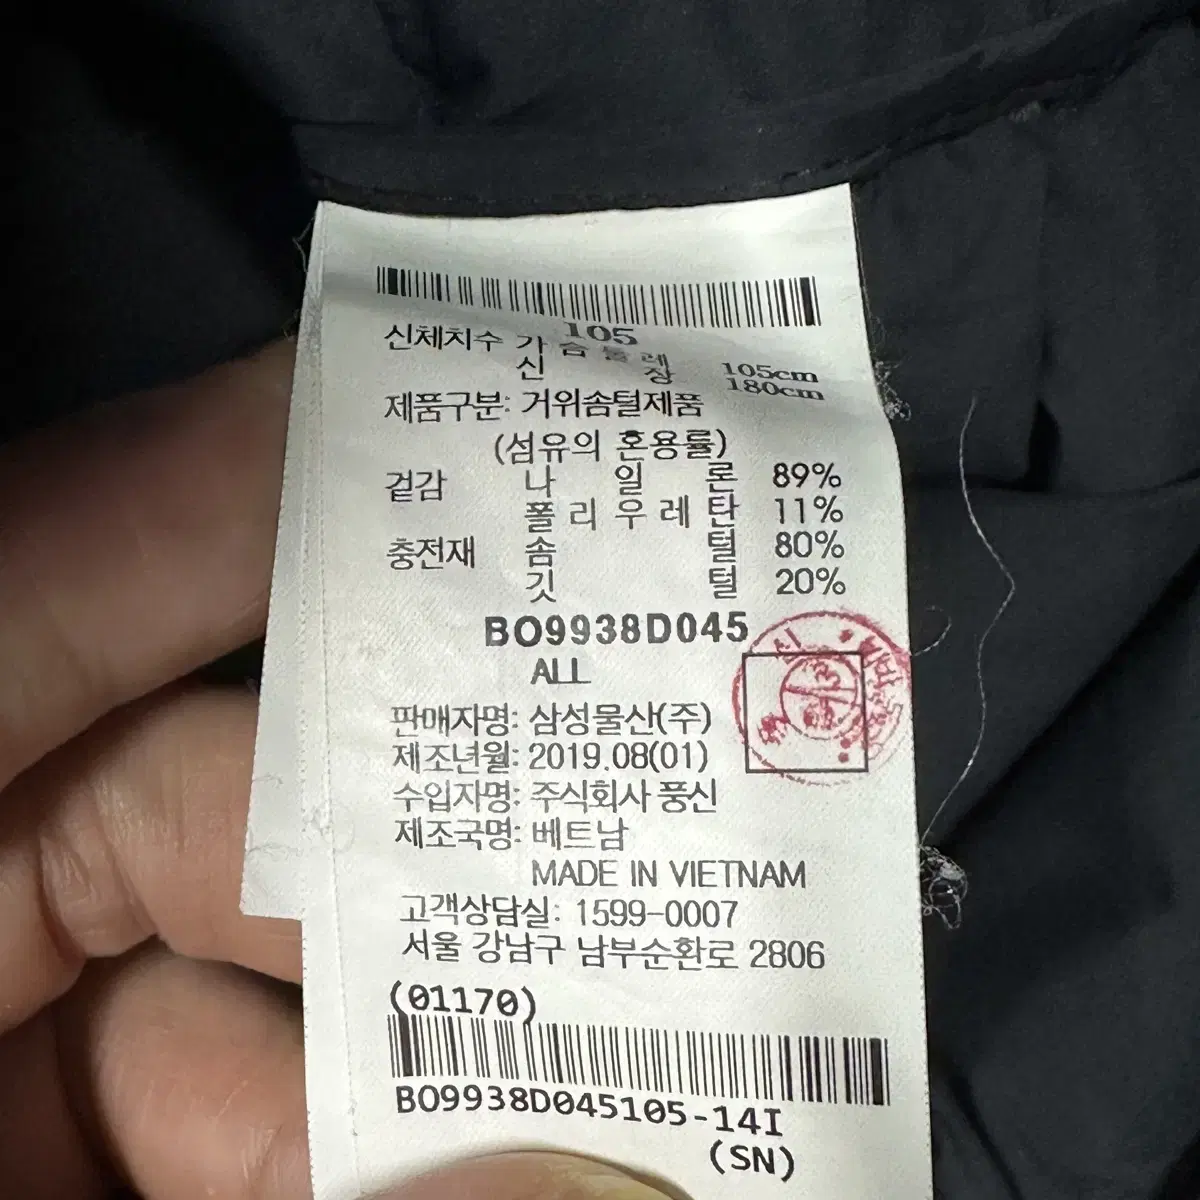 105
신체치수 가슴둘레 105cm
신장 180cm
제품구분: 거위솜털제품
(섬유의 혼용률)
겉감 나일론 89%
폴리우레탄 11%
충전재 솜털 80%
깃털 20%
BO9938D045
ALL
판매자명: 삼성물산(주)
제조년월: 2019.08(01)
수입자명: 주식회사 풍신
제조국명: 베트남
MADE IN VIETNAM
고객상담실: 1599-0007
서울 강남구 남부순환로 2806
(01170)
BO9938D045105-14I
(SN)